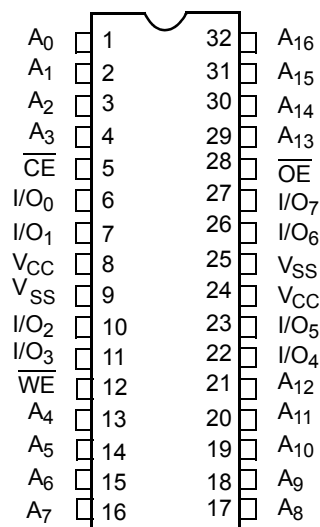 A0 1 32 A16
A1 2 31 A15
A2 3 30 A14
A3 4 29 A13
C̅E̅ 5 28 O̅E̅
I/O0 6 27 I/O7
I/O1 7 26 I/O6
VCC 8 25 VSS
VSS 9 24 VCC
I/O2 10 23 I/O5
I/O3 11 22 I/O4
W̅E̅ 12 21 A12
A4 13 20 A11
A5 14 19 A10
A6 15 18 A9
A7 16 17 A8